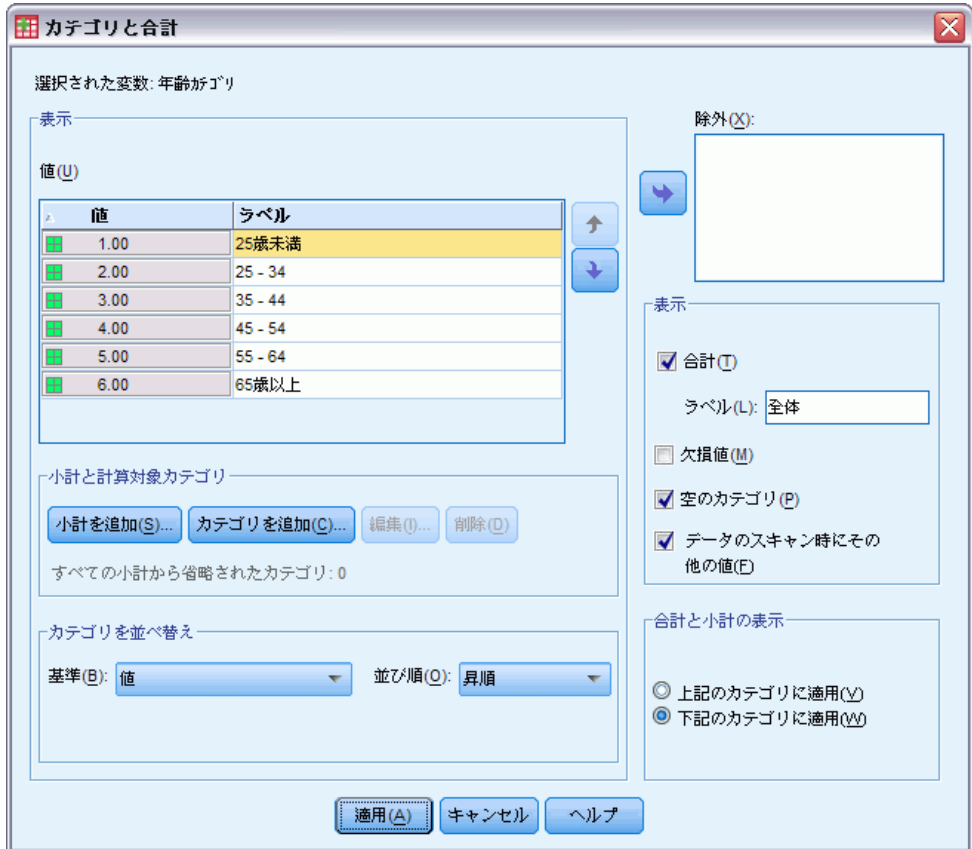 カテゴリと合計
選択された変数: 年齢ｶﾃｺﾞﾘ
表示
値(U)
値 ラベル
1.00 25歳未満
2.00 25 - 34
3.00 35 - 44
4.00 45 - 54
5.00 55 - 64
6.00 65歳以上
小計と計算対象カテゴリ
小計を追加(S)... カテゴリを追加(C)... 編集(I)... 削除(D)
すべての小計から省略されたカテゴリ: 0
カテゴリを並べ替え
基準(B): 値 並び順(O): 昇順
除外(X):
表示
合計(T)
ラベル(L): 全体
欠損値(M)
空のカテゴリ(P)
データのスキャン時にその
他の値(F)
合計と小計の表示
上記のカテゴリに適用(V)
下記のカテゴリに適用(W)
適用(A) キャンセル ヘルプ